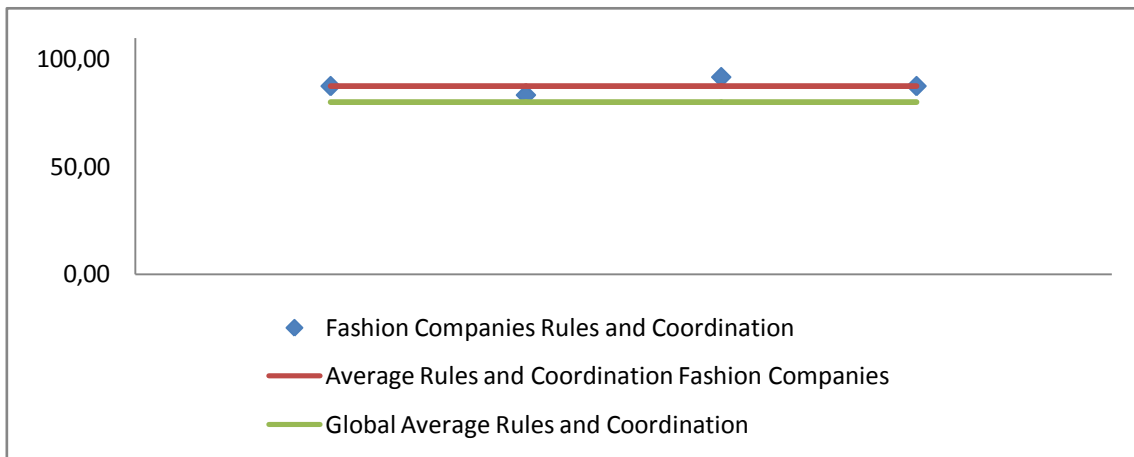 100,00
50,00
0,00
Fashion Companies Rules and Coordination
Average Rules and Coordination Fashion Companies
Global Average Rules and Coordination